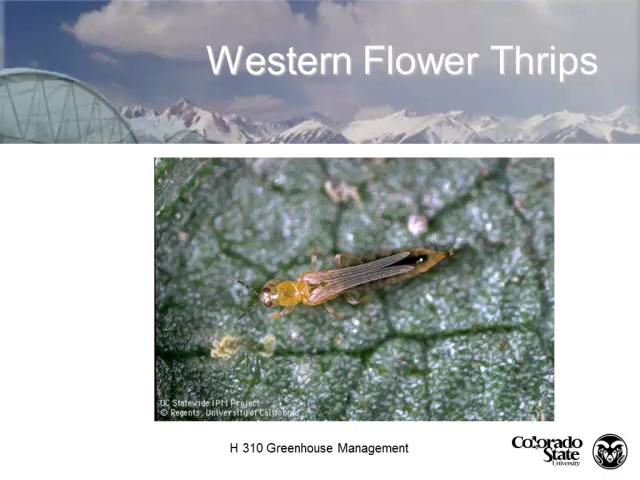 Western Flower Thrips
UC Statewide IPM Project
© Regents, University of California
H 310 Greenhouse Management
Colorado
State
University